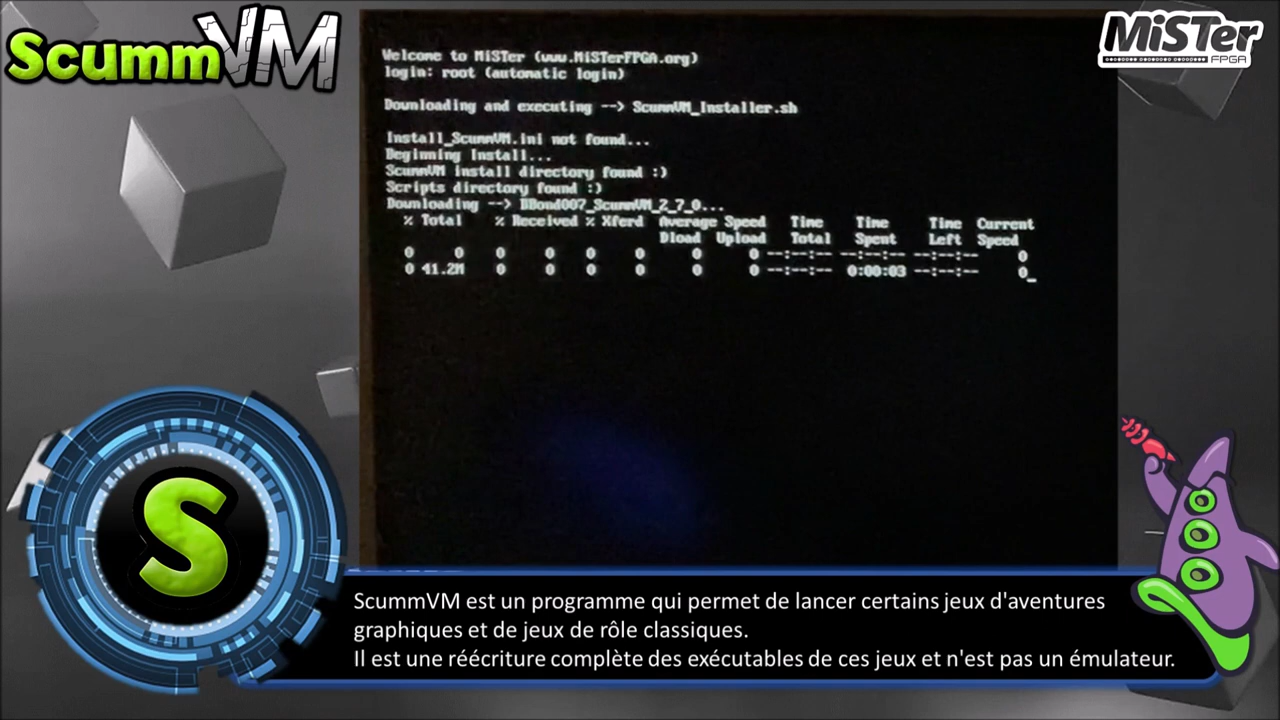 ScummVM
MiSTer
FPGA
Welcome to MiSTer (www.MiSTerFPGA.org)
login: root (automatic login)
Downloading and executing --> ScummVM_Installer.sh
Install_ScummVM.ini not found...
Beginning Install...
ScummVM install directory found :)
Scripts directory found :)
Downloading --> BBond007_ScummVM_2_7_0...
% Total % Received % Xferd Average Speed Time Time Time Current
Dload Upload Total Spent Left Speed
0 0 0 0 0 0 0 0 --:--:-- --:--:-- --:--:-- 0
0 41.2M 0 0 0 0 0 0 --:--:-- 0:00:03 --:--:-- 0_
S
ScummVM est un programme qui permet de lancer certains jeux d'aventures
graphiques et de jeux de rôle classiques.
Il est une réécriture complète des exécutables de ces jeux et n'est pas un émulateur.